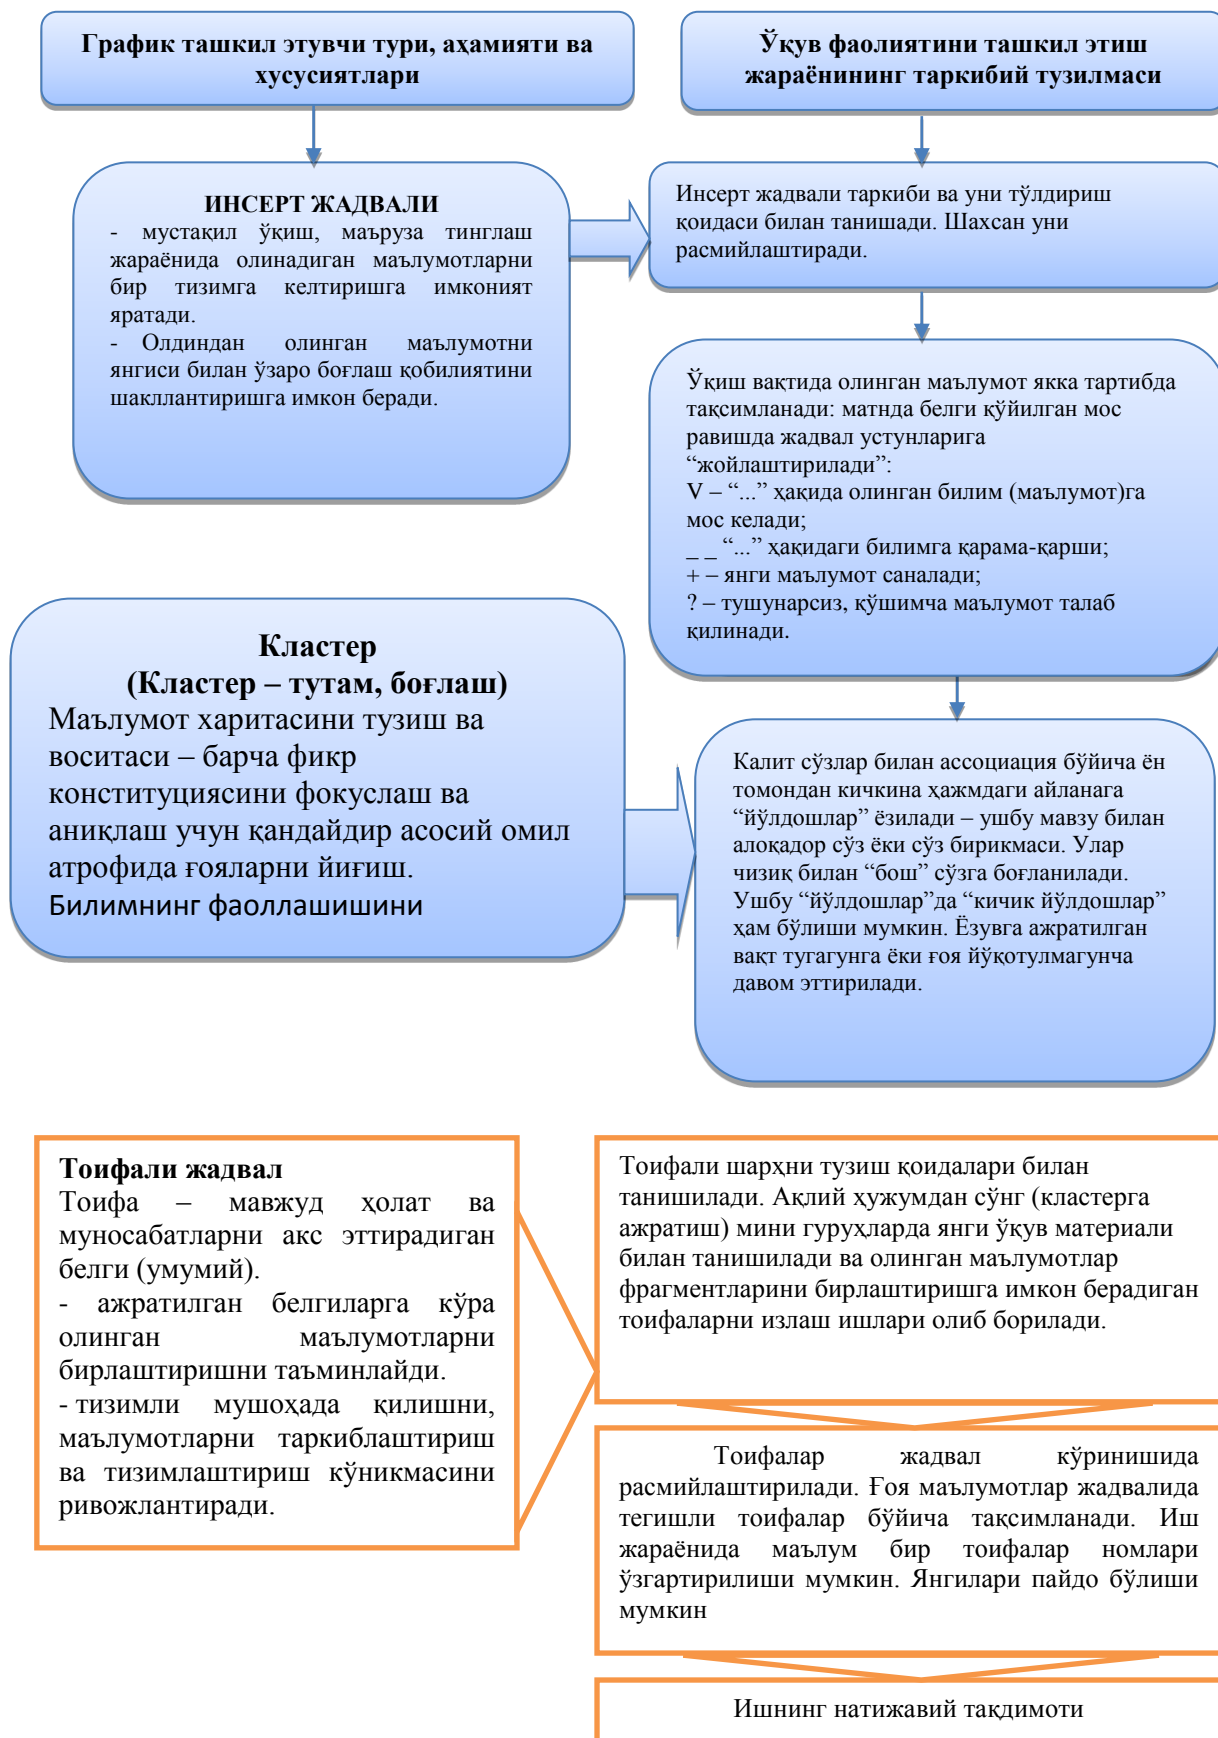 График ташкил этувчи тури, аҳамияти ва
хусусиятлари
Ўқув фаолиятини ташкил этиш
жараёнининг таркибий тузилмаси
ИНСЕРТ ЖАДВАЛИ
- мустақил ўқиш, маъруза тинглаш
жараёнида олинадиган маълумотларни
бир тизимга келтиришга имконият
яратади.
- Олдиндан олинган маълумотни
янгиси билан ўзаро боғлаш қобилиятини
шакллантиришга имкон беради.
Инсерт жадвали таркиби ва уни тўлдириш
қоидаси билан танишади. Шахсан уни
расмийлаштиради.
Ўқиш вақтида олинган маълумот якка тартибда
тақсимланади: матнда белги қўйилган мос
равишда жадвал устунларига
“жойлаштирилади”:
V – “...” ҳақида олинган билим (маълумот)га
мос келади;
_ _ “...” ҳақидаги билимга қарама-қарши;
+ – янги маълумот саналади;
? – тушунарсиз, қўшимча маълумот талаб
қилинади.
Кластер
(Кластер – тутам, боғлаш)
Маълумот харитасини тузиш ва
воситаси – барча фикр
конституциясини фокуслаш ва
аниқлаш учун қандайдир асосий омил
атрофида ғояларни йиғиш.
Билимнинг фаоллашишини
Калит сўзлар билан ассоциация бўйича ён
томондан кичкина ҳажмдаги айланага
“йўлдошлар” ёзилади – ушбу мавзу билан
алоқадор сўз ёки сўз бирикмаси. Улар
чизиқ билан “бош” сўзга боғланилади.
Ушбу “йўлдошлар”да “кичик йўлдошлар”
ҳам бўлиши мумкин. Ёзувга ажратилган
вақт тугагунга ёки ғоя йўқотулмагунча
давом эттирилади.
Тоифали жадвал
Тоифа – мавжуд ҳолат ва
муносабатларни акс эттирадиган
белги (умумий).
- ажратилган белгиларга кўра
олинган маълумотларни
бирлаштиришни таъминлайди.
- тизимли мушоҳада қилишни,
маълумотларни таркиблаштириш
ва тизимлаштириш кўникмасини
ривожлантиради.
Тоифали шарҳни тузиш қоидалари билан
танишилади. Ақлий ҳужумдан сўнг (кластерга
ажратиш) мини гуруҳларда янги ўқув материали
билан танишилади ва олинган маълумотлар
фрагментларини бирлаштиришга имкон берадиган
тоифаларни излаш ишлари олиб борилади.
Тоифалар жадвал кўринишида
расмийлаштирилади. Ғоя маълумотлар жадвалида
тегишли тоифалар бўйича тақсимланади. Иш
жараёнида маълум бир тоифалар номлари
ўзгартирилиши мумкин. Янгилари пайдо бўлиши
мумкин
Ишнинг натижавий тақдимоти